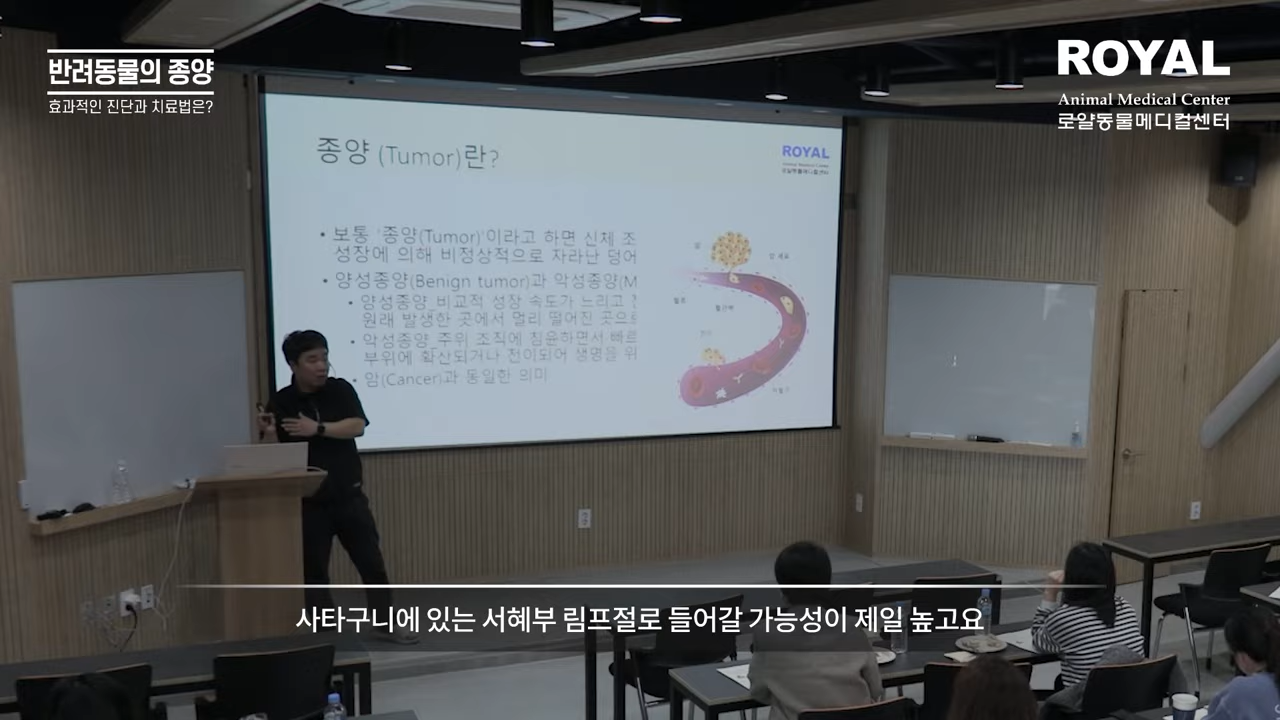 반려동물의 종양
효과적인 진단과 치료법은?
ROYAL
Animal Medical Center
로얄동물메디컬센터
종양 (Tumor)란?
ROYAL
• 보통 '종양(Tumor)'이라고 하면 신체 조
성장에 의해 비정상적으로 자라난 덩어
• 양성종양(Benign tumor)과 악성종양(M
• 양성종양_비교적 성장 속도가 느리고
원래 발생한 곳에서 멀리 떨어진 곳으로
• 악성종양_주위 조직에 침윤하면서 빠르
부위에 확산되거나 전이되어 생명을 위
• 암(Cancer)과 동일한 의미
암 세포
사타구니에 있는 서혜부 림프절로 들어갈 가능성이 제일 높고요